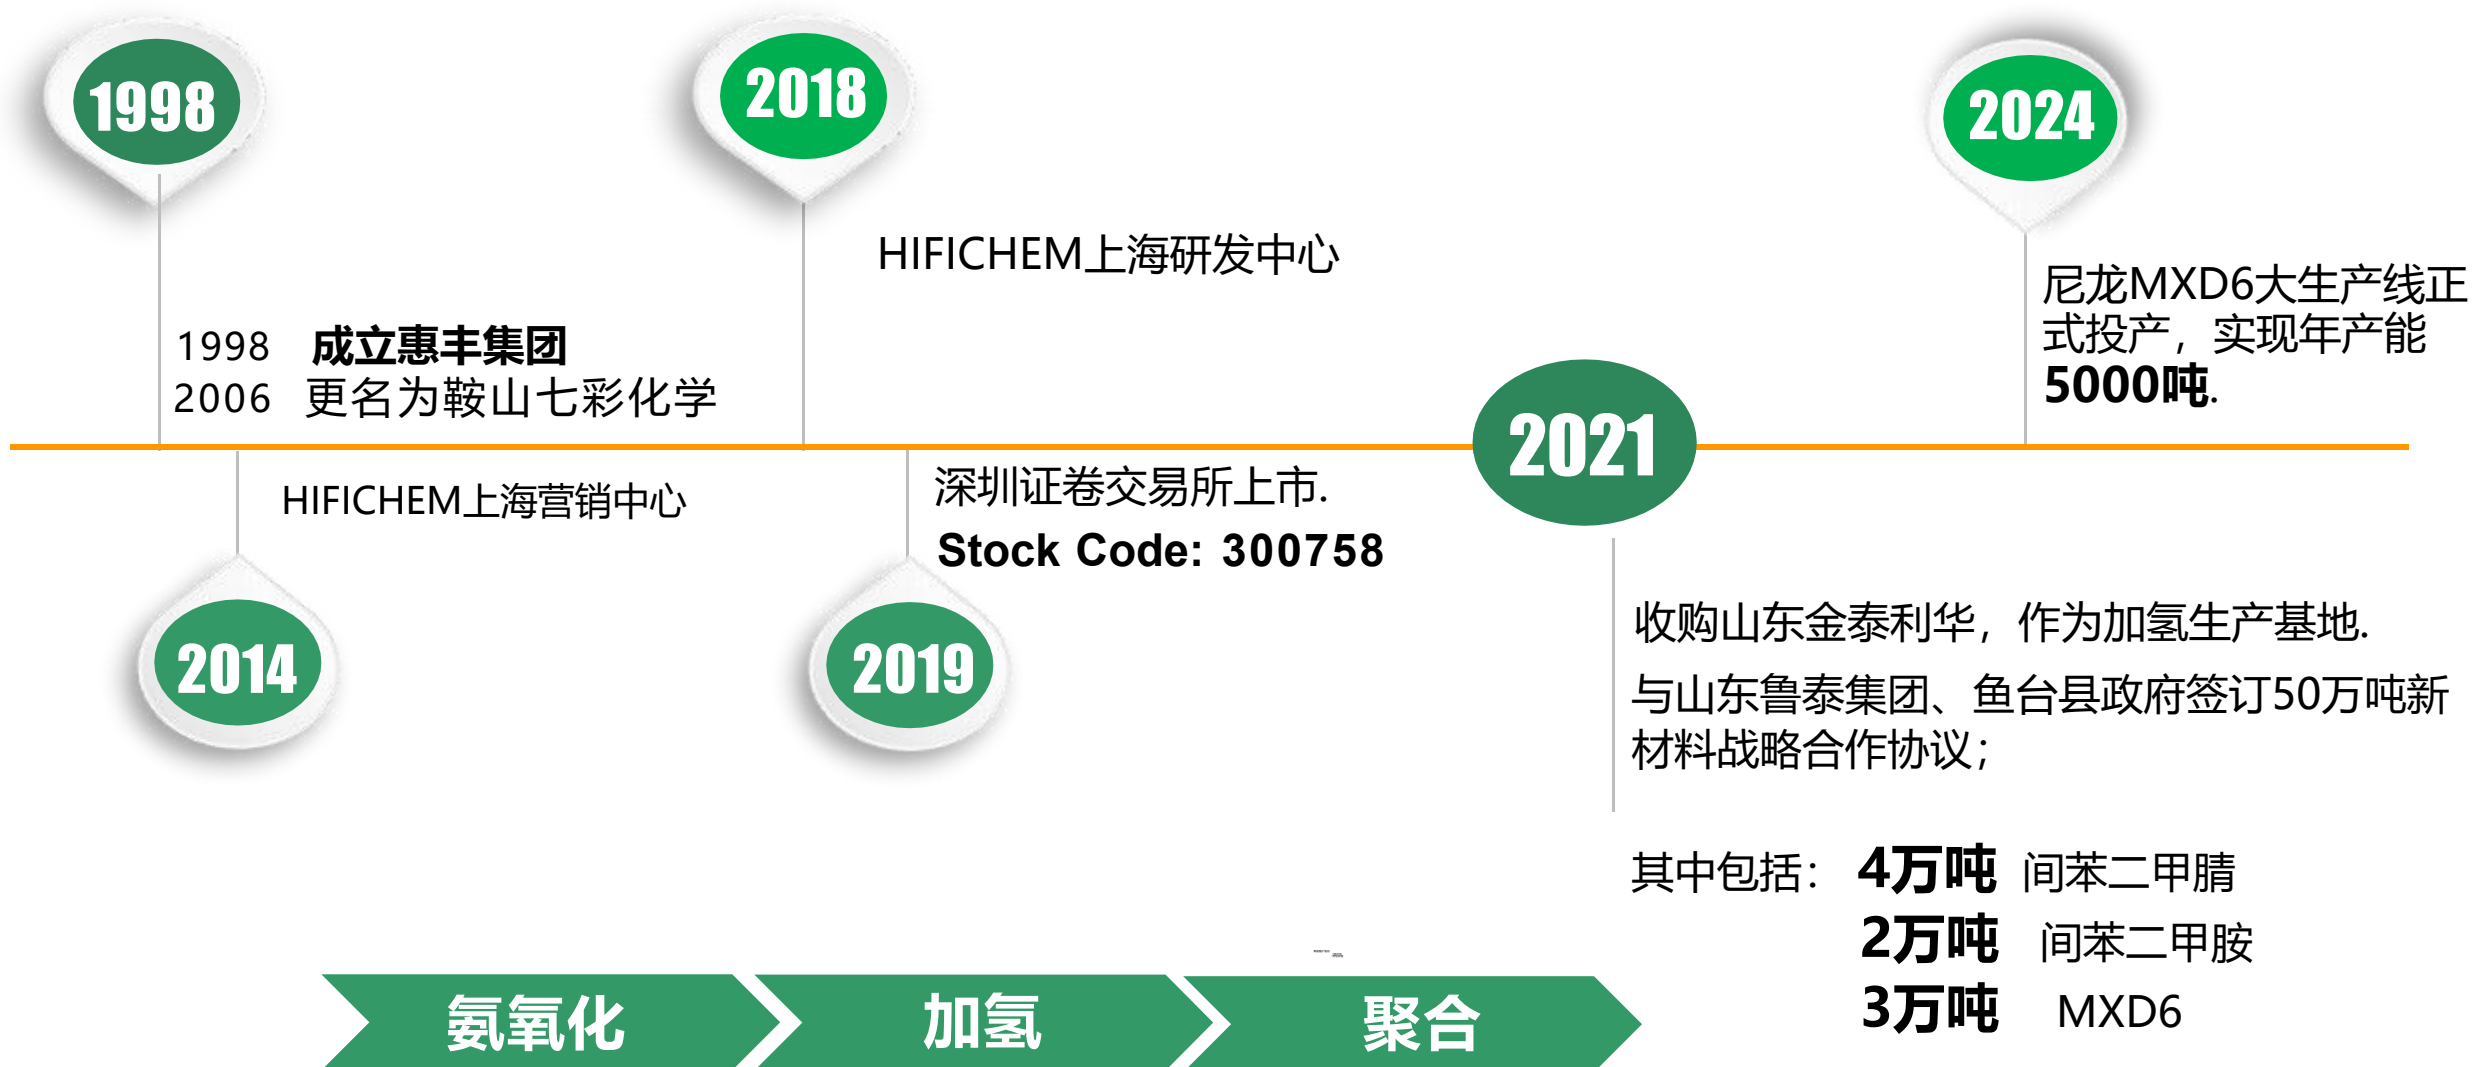 1998
2018
2024
HIFICHEM上海研发中心
尼龙MXD6大生产线正
式投产，实现年产能
5000吨.
1998 成立惠丰集团
2006 更名为鞍山七彩化学
2021
HIFICHEM上海营销中心
深圳证卷交易所上市.
Stock Code: 300758
2014
2019
收购山东金泰利华，作为加氢生产基地.
与山东鲁泰集团、鱼台县政府签订50万吨新
材料战略合作协议；
其中包括： 4万吨 间苯二甲腈
2万吨 间苯二甲胺
3万吨 MXD6
氨氧化
加氢
聚合